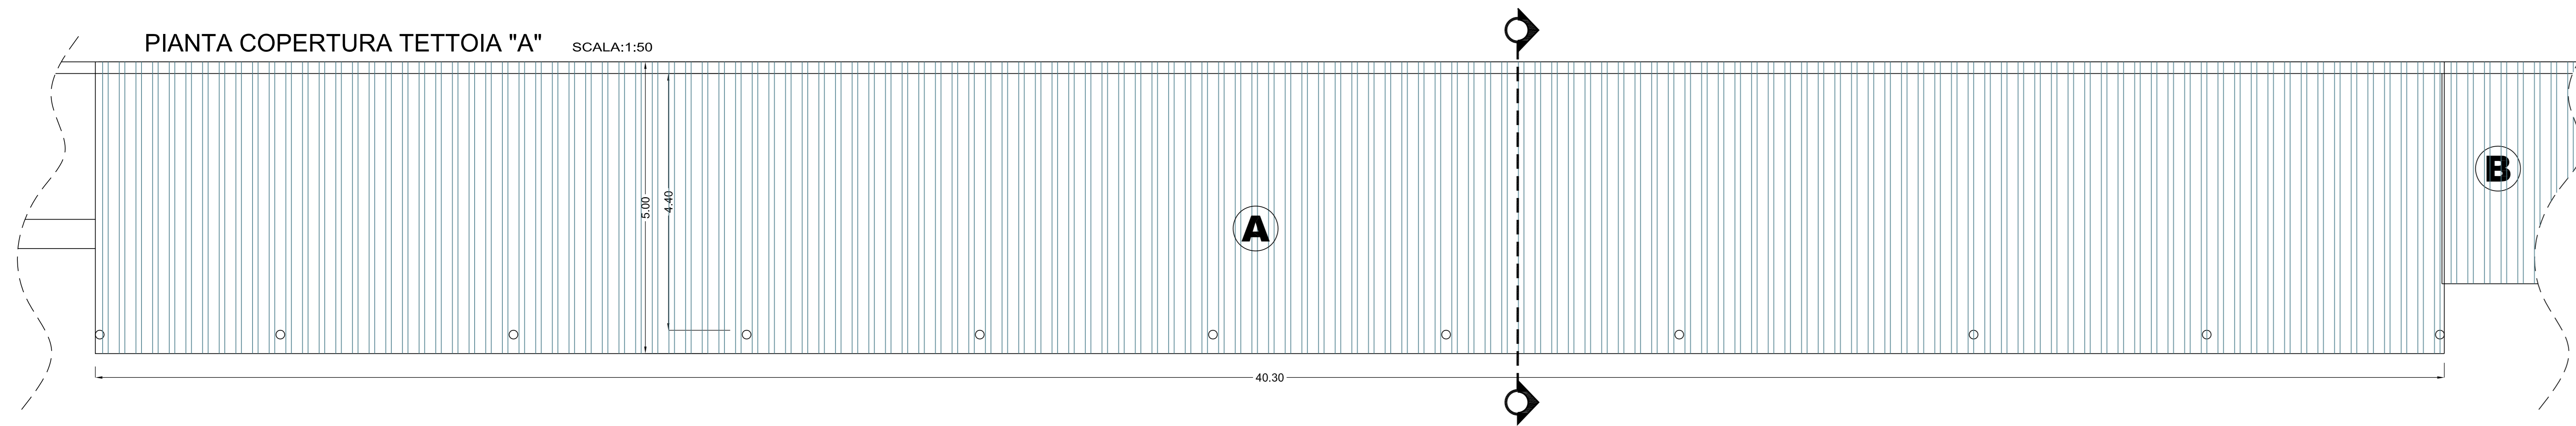 PIANTA COPERTURA TETTOIA "A" SCALA:1:50
B
5.00
4.40
A
40.30